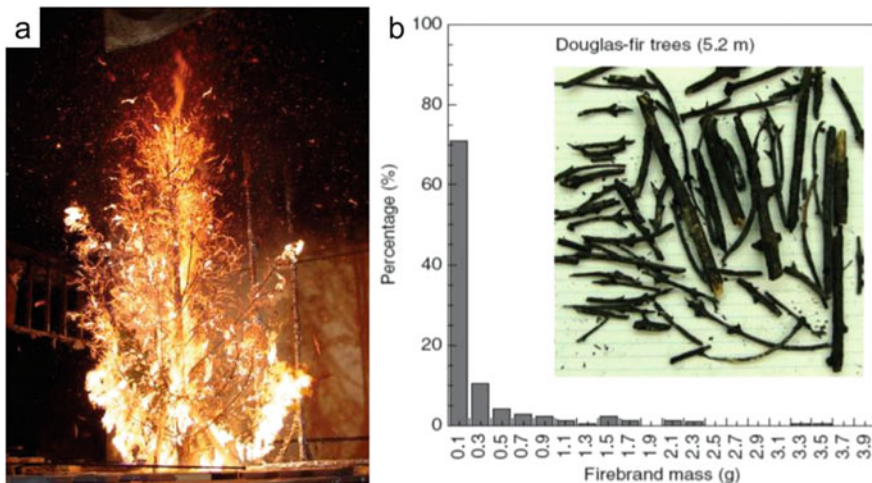 a
b
100
80
60
40
20
0
Percentage (%)
Douglas-fir trees (5.2 m)
0.1 0.3 0.5 0.7 0.9 1.1 1.3 1.5 1.7 1.9 2.1 2.3 2.5 2.7 2.9 3.1 3.3 3.5 3.7 3.9
Firebrand mass (g)